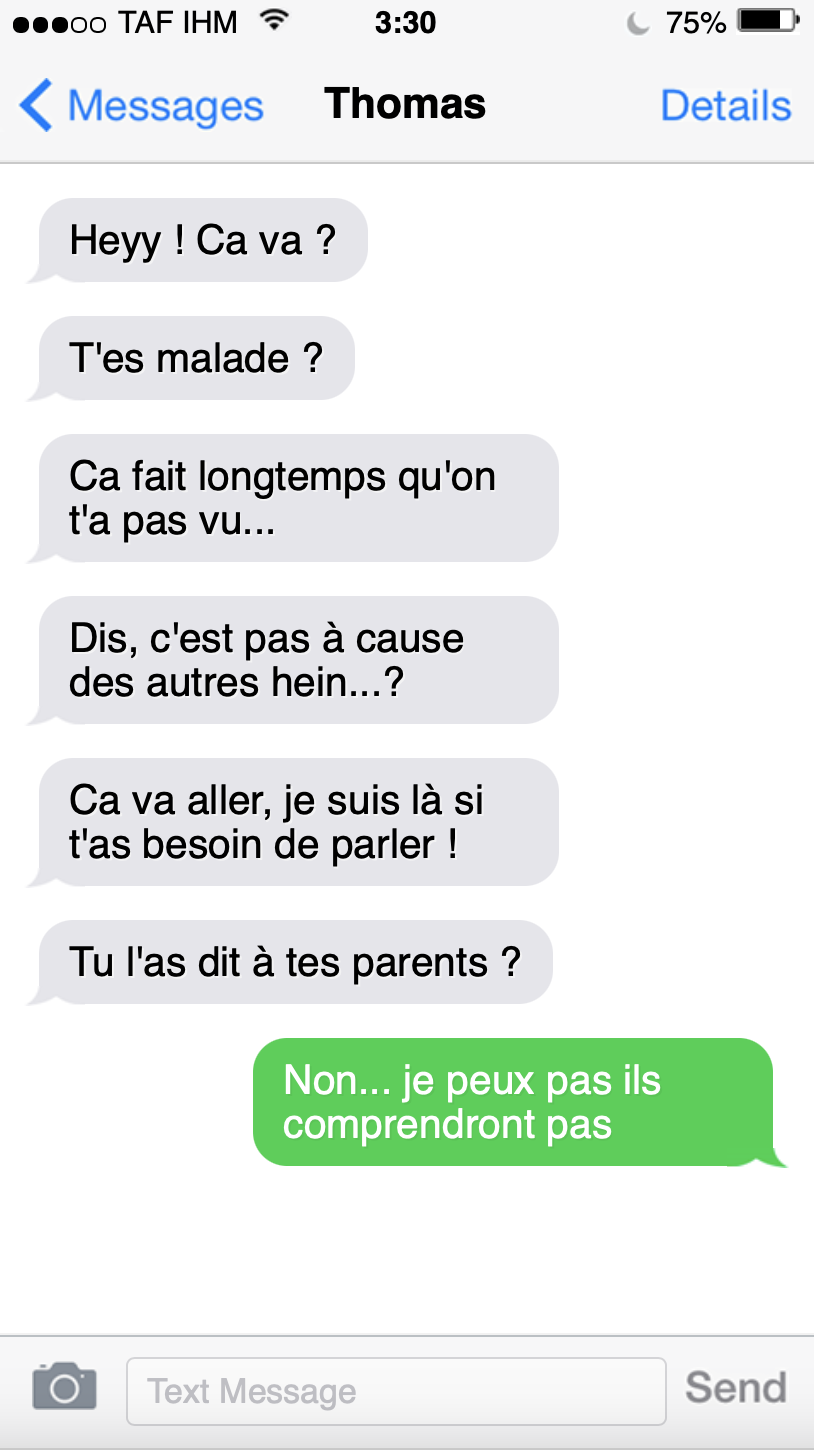 TAF IHM 3:30 75%
Messages Thomas Details
Heyy ! Ca va ?
T'es malade ?
Ca fait longtemps qu'on
t'a pas vu...
Dis, c'est pas à cause
des autres hein...?
Ca va aller, je suis là si
t'as besoin de parler !
Tu l'as dit à tes parents ?
Non... je peux pas ils
comprendront pas
Text Message Send